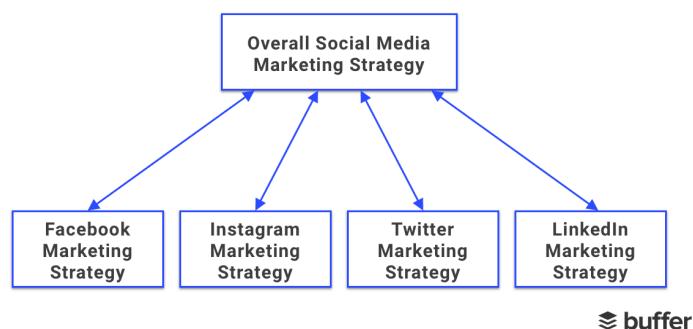 Overall Social Media
Marketing Strategy
Facebook
Marketing
Strategy
Instagram
Marketing
Strategy
Twitter
Marketing
Strategy
LinkedIn
Marketing
Strategy
buffer